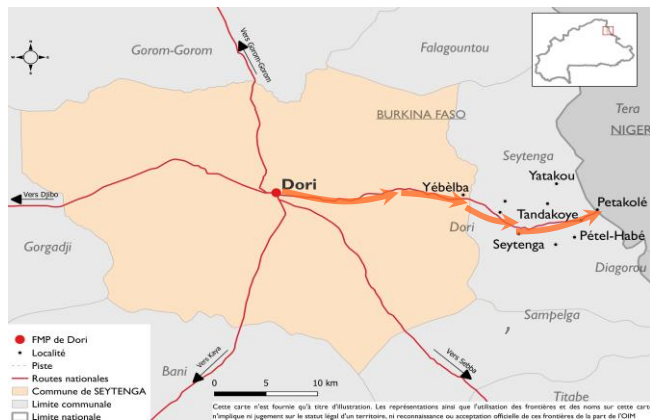 Vers Gorom-Gorom
Gorom-Gorom
Falagountou
BURKINA FASO
Tera
NIGER
Seytenga
Vers Djibo
Dori
Yébèlba
Yatakou
Petakolé
Tandakoye
Dori
Seytenga
Pétel-Habé
Gorgadji
Diagorou
Sampelga
Bani
Vers Kaya
Vers Sebba
Titabe
FMP de Dori
Localité
Piste
Routes nationales
Commune de SEYTENGA
Limite communale
Limite nationale
0 5 10 km
Cette carte n'est fournie qu'à titre d'illustration. Les représentations ainsi que l'utilisation des frontières et des noms sur cette carte
n'implique ni jugement sur le statut légal d'un territoire, ni reconnaissance ou acceptation officielle de ces frontières de la part de l'OIM